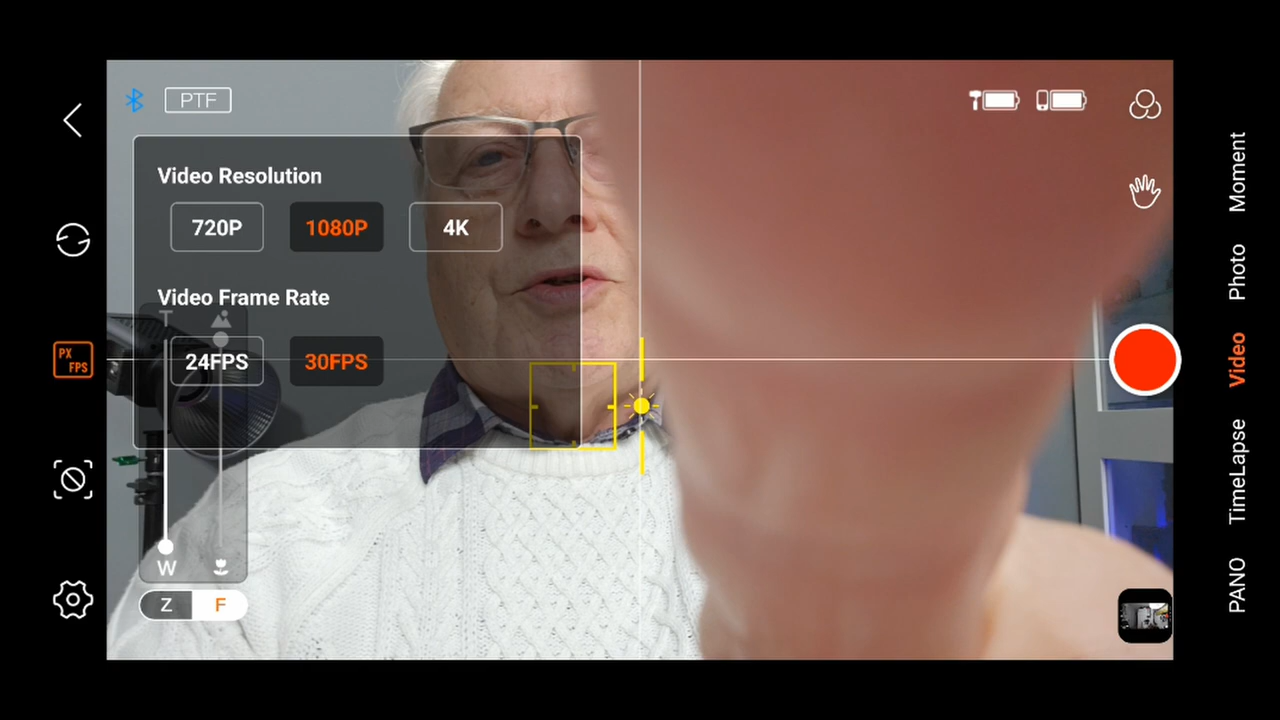 PTF
Video Resolution
720P 1080P 4K
Video Frame Rate
24FPS 30FPS
PX
FPS
T
W
Z F
Moment
Photo
Video
TimeLapse
PANO